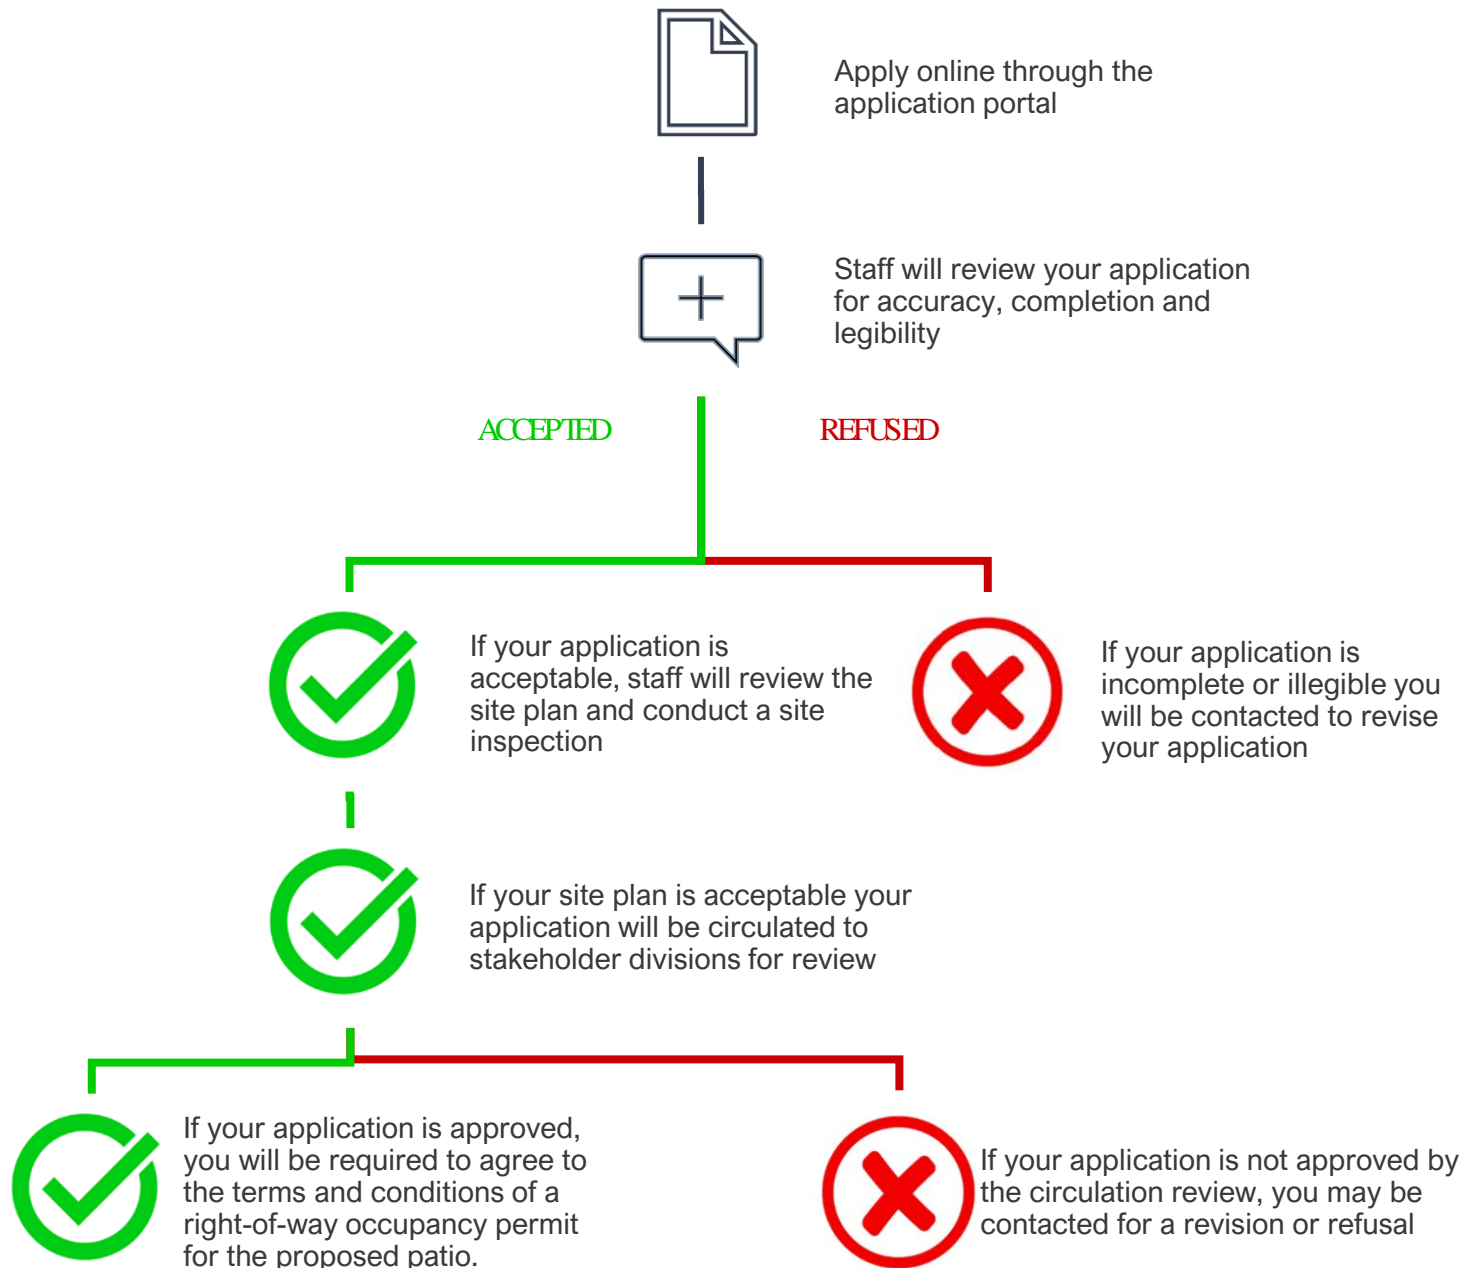 Apply online through the
application portal
Staff will review your application
for accuracy, completion and
legibility
ACCEPTED
REFUSED
If your application is
acceptable, staff will review the
site plan and conduct a site
inspection
If your application is
incomplete or illegible you
will be contacted to revise
your application
If your site plan is acceptable your
application will be circulated to
stakeholder divisions for review
If your application is approved,
you will be required to agree to
the terms and conditions of a
right-of-way occupancy permit
for the proposed patio.
If your application is not approved by
the circulation review, you may be
contacted for a revision or refusal